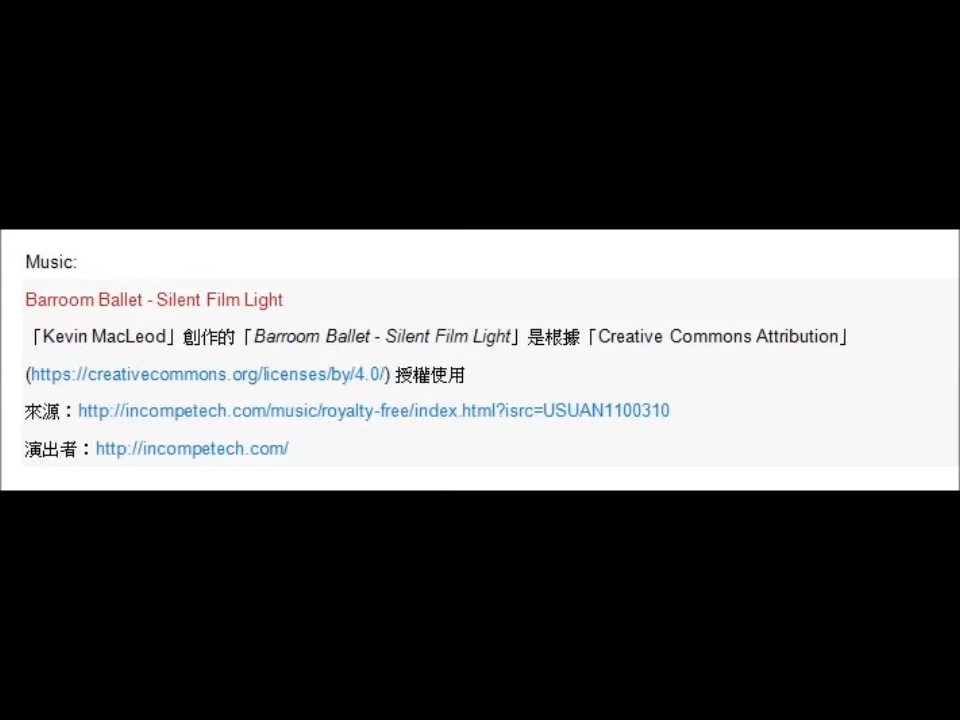 Music:
Barroom Ballet - Silent Film Light
「Kevin MacLeod」創作的「Barroom Ballet - Silent Film Light」是根據「Creative Commons Attribution」
(https://creativecommons.org/licenses/by/4.0/) 授權使用
來源：http://incompetech.com/music/royalty-free/index.html?isrc=USUAN1100310
演出者：http://incompetech.com/